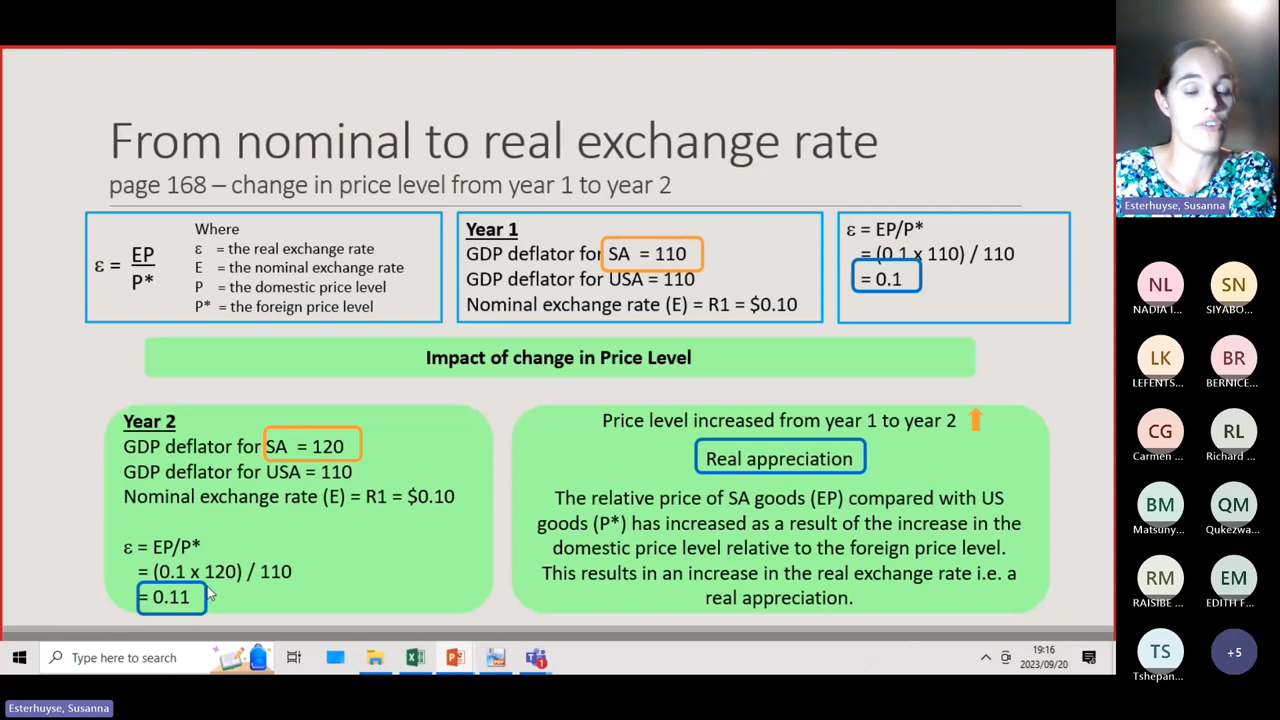 From nominal to real exchange rate
page 168 – change in price level from year 1 to year 2
ε = EP
P*
Where
ε = the real exchange rate
E = the nominal exchange rate
P = the domestic price level
P* = the foreign price level
Year 1
GDP deflator for SA = 110
GDP deflator for USA = 110
Nominal exchange rate (E) = R1 = $0.10
ε = EP/P*
= (0.1 x 110) / 110
= 0.1
Impact of change in Price Level
Year 2
GDP deflator for SA = 120
GDP deflator for USA = 110
Nominal exchange rate (E) = R1 = $0.10
ε = EP/P*
= (0.1 x 120) / 110
= 0.11
Price level increased from year 1 to year 2
Real appreciation
The relative price of SA goods (EP) compared with US
goods (P*) has increased as a result of the increase in the
domestic price level relative to the foreign price level.
This results in an increase in the real exchange rate i.e. a
real appreciation.
Type here to search
1
19:16
2023/09/20
Esterhuyse, Susanna
Esterhuyse, Susanna
NL
NADIA I...
SN
SIYABO...
LK
LEFENTS...
BR
BERNICE...
CG
Carmen ...
RL
Richard ...
BM
Matsuny...
QM
Qukezwa...
RM
RAISIBE ...
EM
EDITH F...
TS
Tshepan...
+5